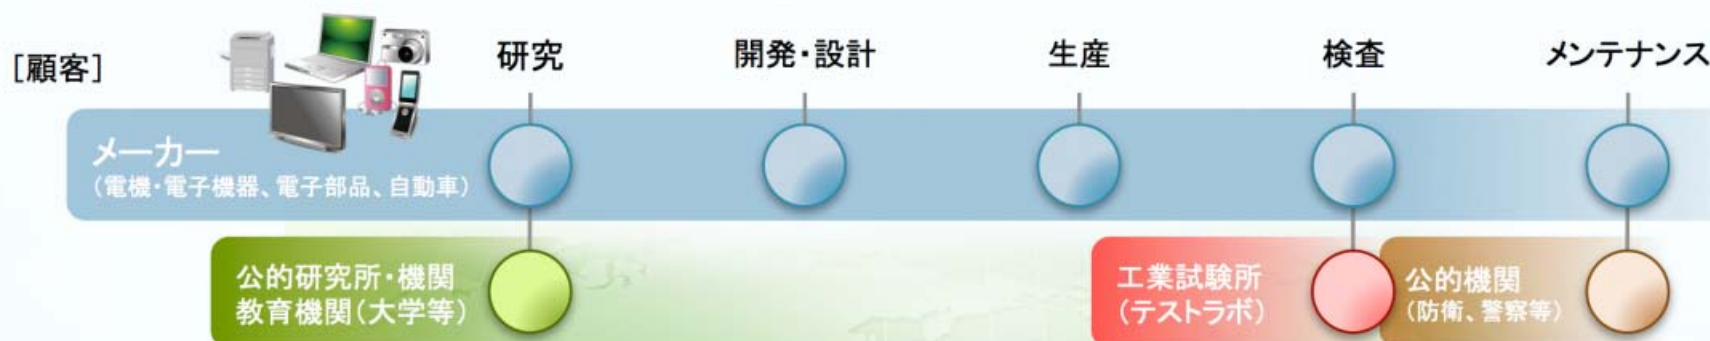 [顧客]
研究
開発・設計
生産
検査
メンテナンス
メーカー
(電機・電子機器、電子部品、自動車)
公的研究所・機関
教育機関(大学等)
工業試験所
(テストラボ)
公的機関
(防衛、警察等)